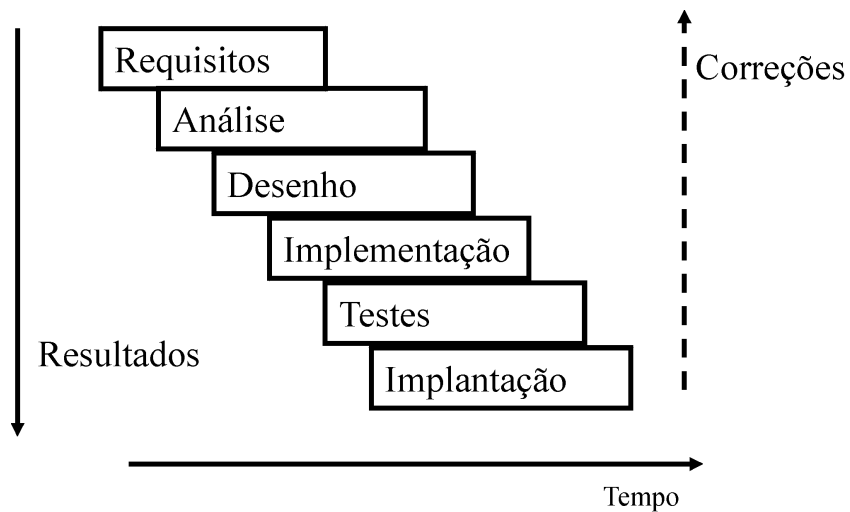 Requisitos
Correções
Análise
Desenho
Implementação
Testes
Resultados
Implantação
Tempo